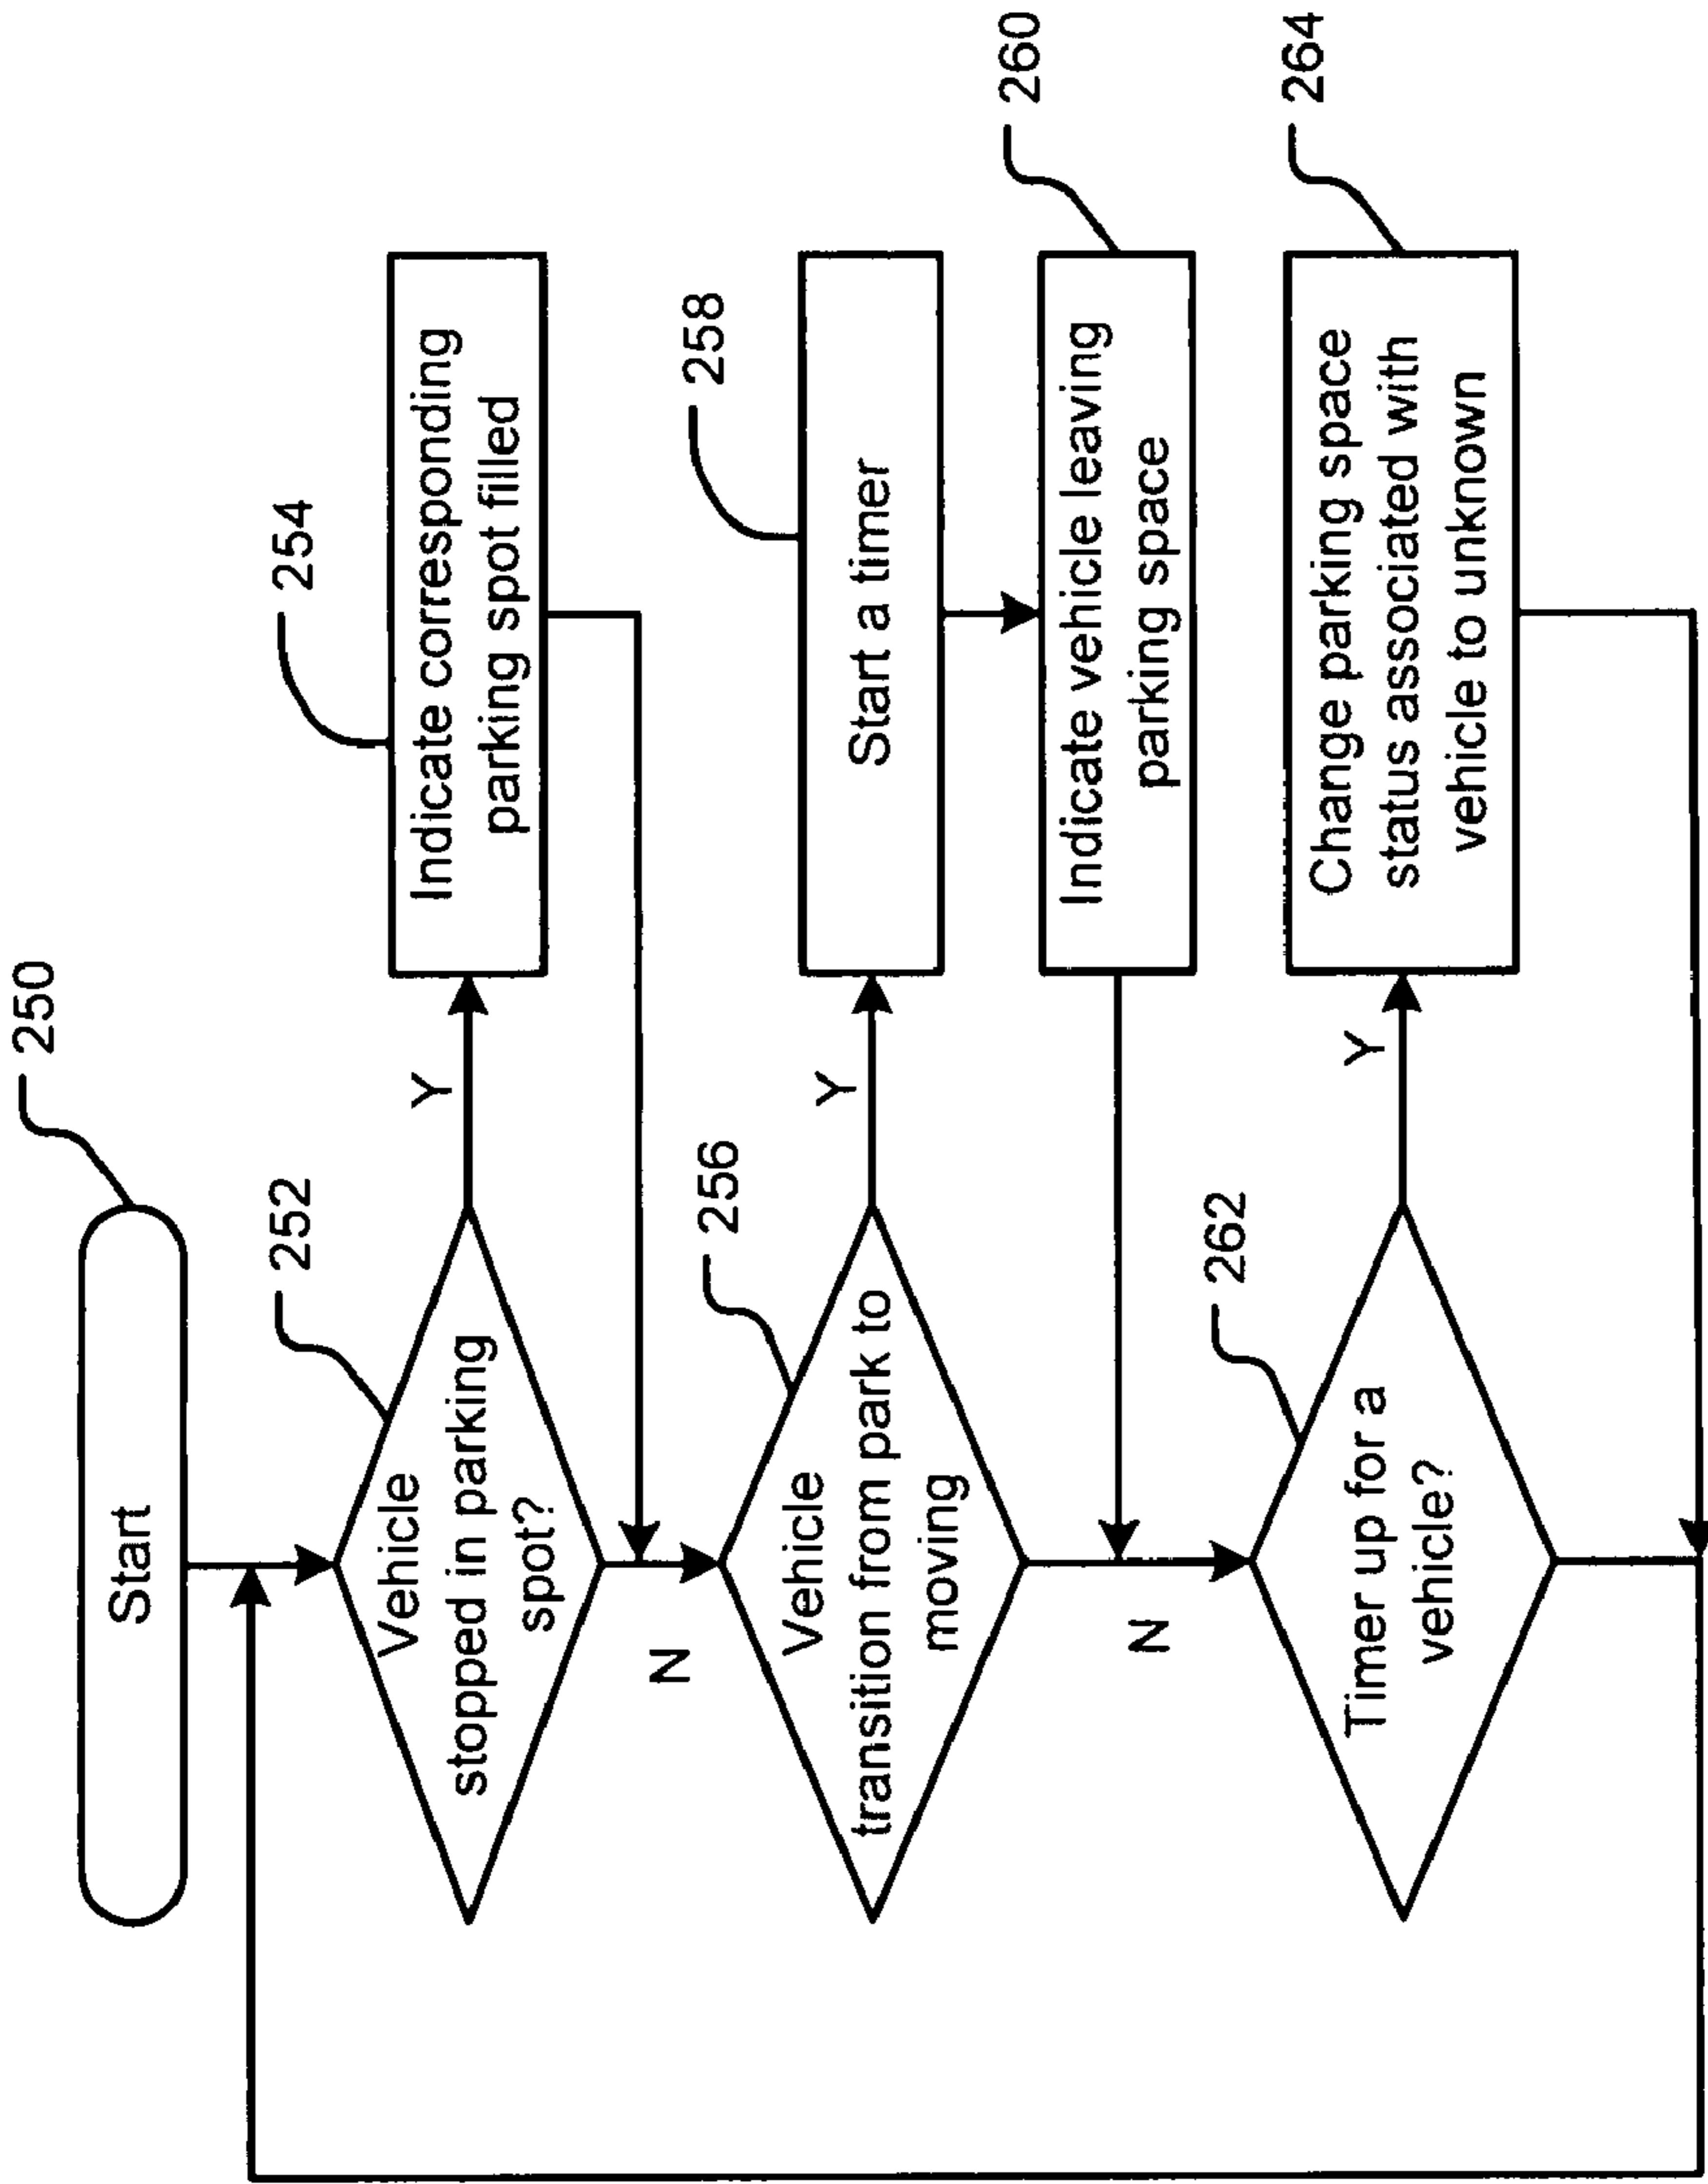 250
Start
252
Vehicle
stopped in parking
spot?
Y
254
Indicate corresponding
parking spot filled
N
256
Vehicle
transition from park to
moving
Y
258
Start a timer
260
Indicate vehicle leaving
parking space
N
262
Timer up for a
vehicle?
Y
264
Change parking space
status associated with
vehicle to unknown